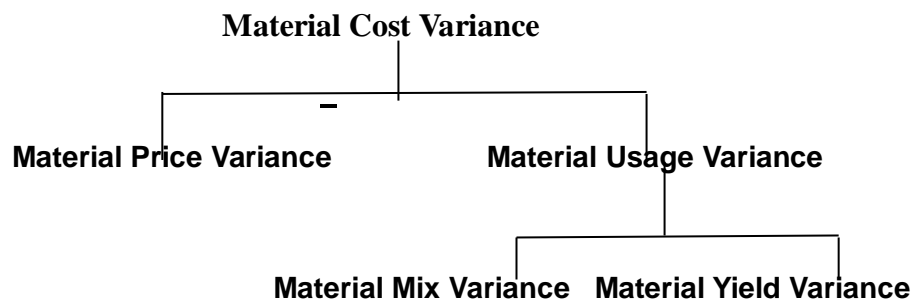 Material Cost Variance
Material Price Variance Material Usage Variance
Material Mix Variance Material Yield Variance